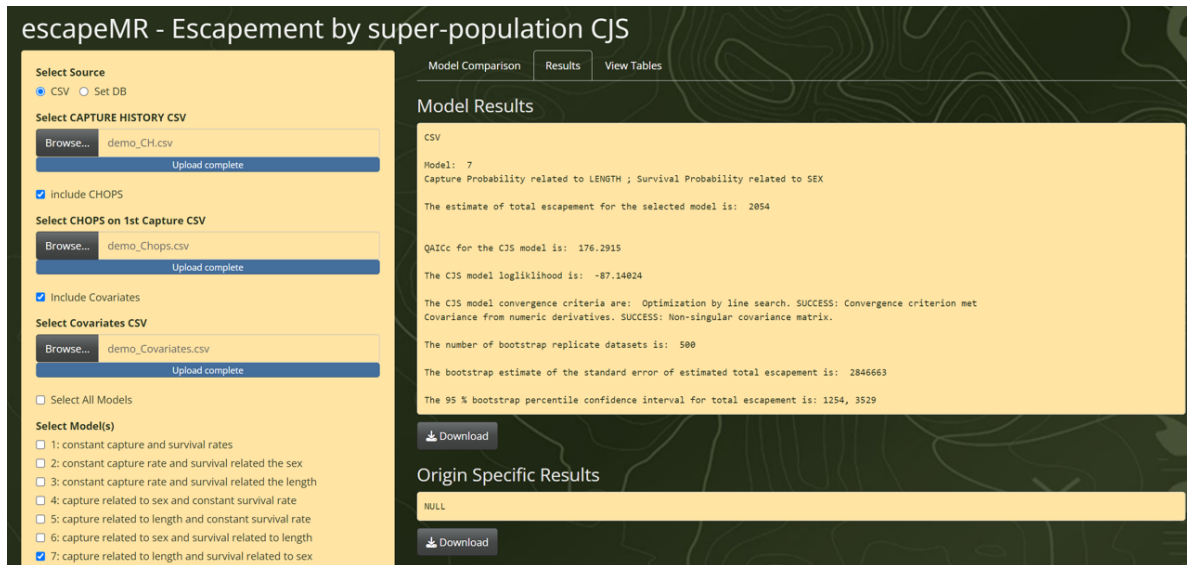 escapeMR - Escapement by super-population CJS
Select Source
CSV Set DB
Select CAPTURE HISTORY CSV
Browse... demo_CH.csv
Upload complete
include CHOPS
Select CHOPS on 1st Capture CSV
Browse... demo_Chops.csv
Upload complete
Include Covariates
Select Covariates CSV
Browse... demo_Covariates.csv
Upload complete
Select All Models
Select Model(s)
1: constant capture and survival rates
2: constant capture rate and survival related the sex
3: constant capture rate and survival related the length
4: capture related to sex and constant survival rate
5: capture related to length and constant survival rate
6: capture related to sex and survival related to length
7: capture related to length and survival related to sex
Model Comparison Results View Tables
Model Results
CSV
Model: 7
Capture Probability related to LENGTH ; Survival Probability related to SEX
The estimate of total escapement for the selected model is: 2054
QAICc for the CJS model is: 176.2915
The CJS model logliklihood is: -87.14024
The CJS model convergence criteria are: Optimization by line search. SUCCESS: Convergence criterion met
Covariance from numeric derivatives. SUCCESS: Non-singular covariance matrix.
The number of bootstrap replicate datasets is: 500
The bootstrap estimate of the standard error of estimated total escapement is: 2846663
The 95 % bootstrap percentile confidence interval for total escapement is: 1254, 3529
Download
Origin Specific Results
NULL
Download